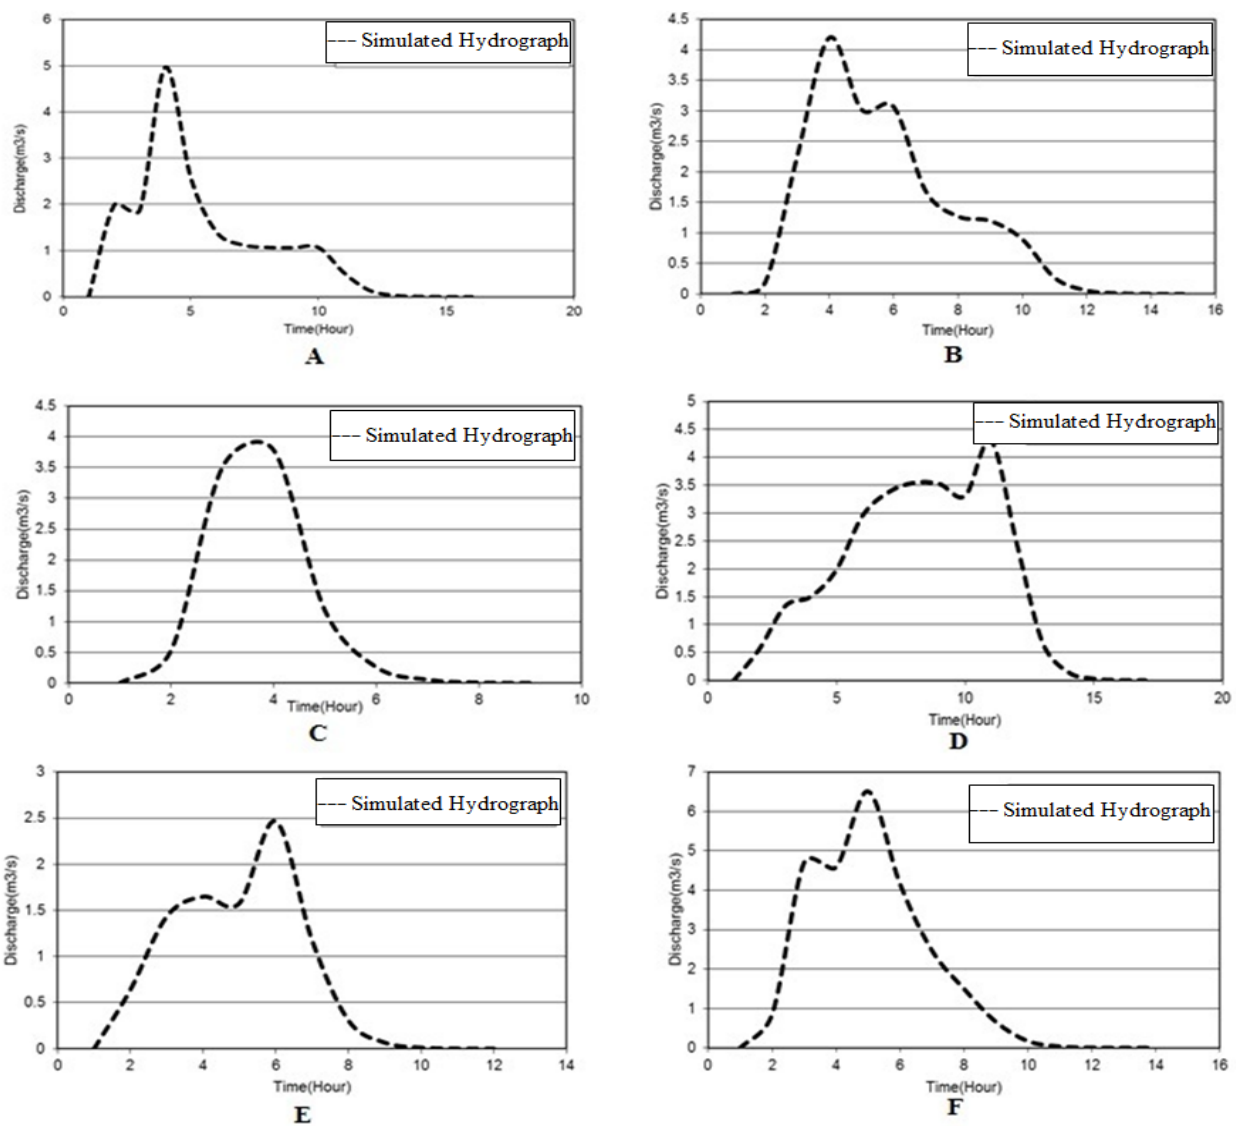 6
5
4
3
2
1
0
0 5 10 15 20
Discharge(m3/s)
Time(Hour)
--- Simulated Hydrograph
A
4.5
4
3.5
3
2.5
2
1.5
1
0.5
0
0 2 4 6 8 10 12 14 16
Discharge(m3/s)
Time(Hour)
--- Simulated Hydrograph
B
4.5
4
3.5
3
2.5
2
1.5
1
0.5
0
0 2 4 6 8 10
Discharge(m3/s)
Time(Hour)
--- Simulated Hydrograph
C
5
4.5
4
3.5
3
2.5
2
1.5
1
0.5
0
0 5 10 15 20
Discharge(m3/s)
Time(Hour)
--- Simulated Hydrograph
D
3
2.5
2
1.5
1
0.5
0
0 2 4 6 8 10 12 14
Discharge(m3/s)
Time(Hour)
--- Simulated Hydrograph
E
7
6
5
4
3
2
1
0
0 2 4 6 8 10 12 14 16
Discharge(m3/s)
Time(Hour)
--- Simulated Hydrograph
F